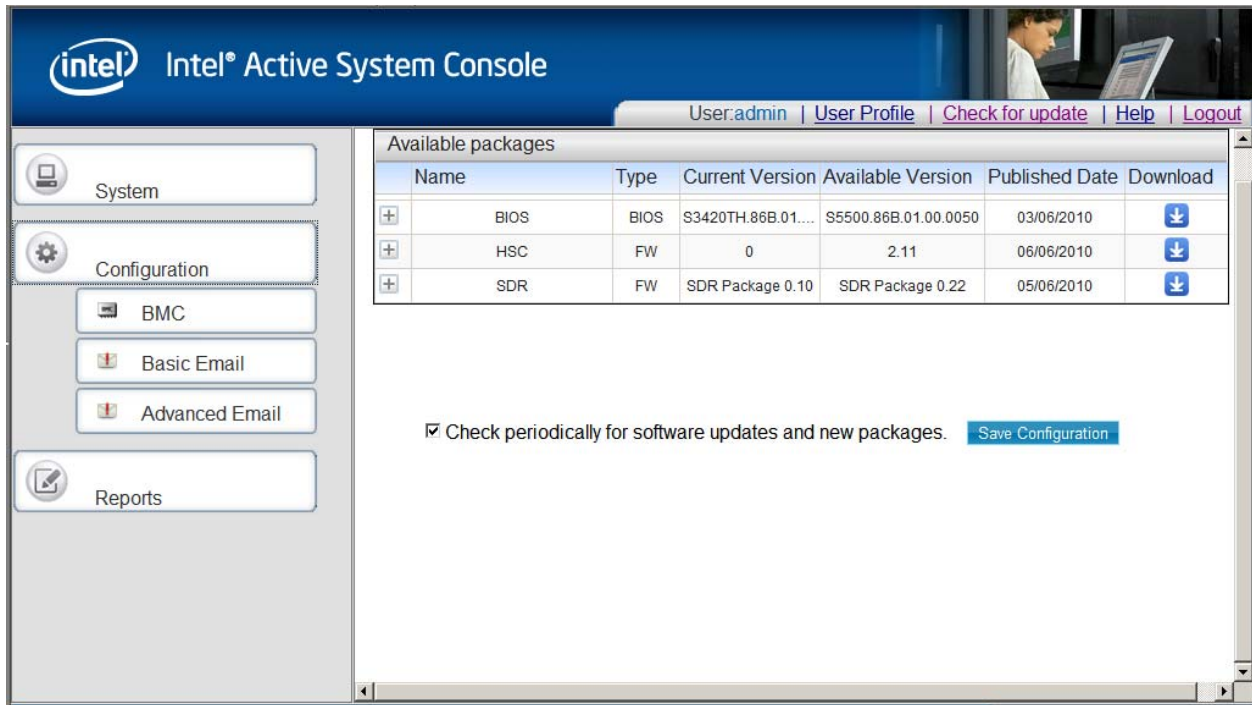 intel® Intel® Active System Console
User:admin | User Profile | Check for update | Help | Logout
System
Configuration
BMC
Basic Email
Advanced Email
Reports
Available packages
Name Type Current Version Available Version Published Date Download
BIOS BIOS S3420TH.86B.01.... S5500.86B.01.00.0050 03/06/2010
HSC FW 0 2.11 06/06/2010
SDR FW SDR Package 0.10 SDR Package 0.22 05/06/2010
Check periodically for software updates and new packages. Save Configuration